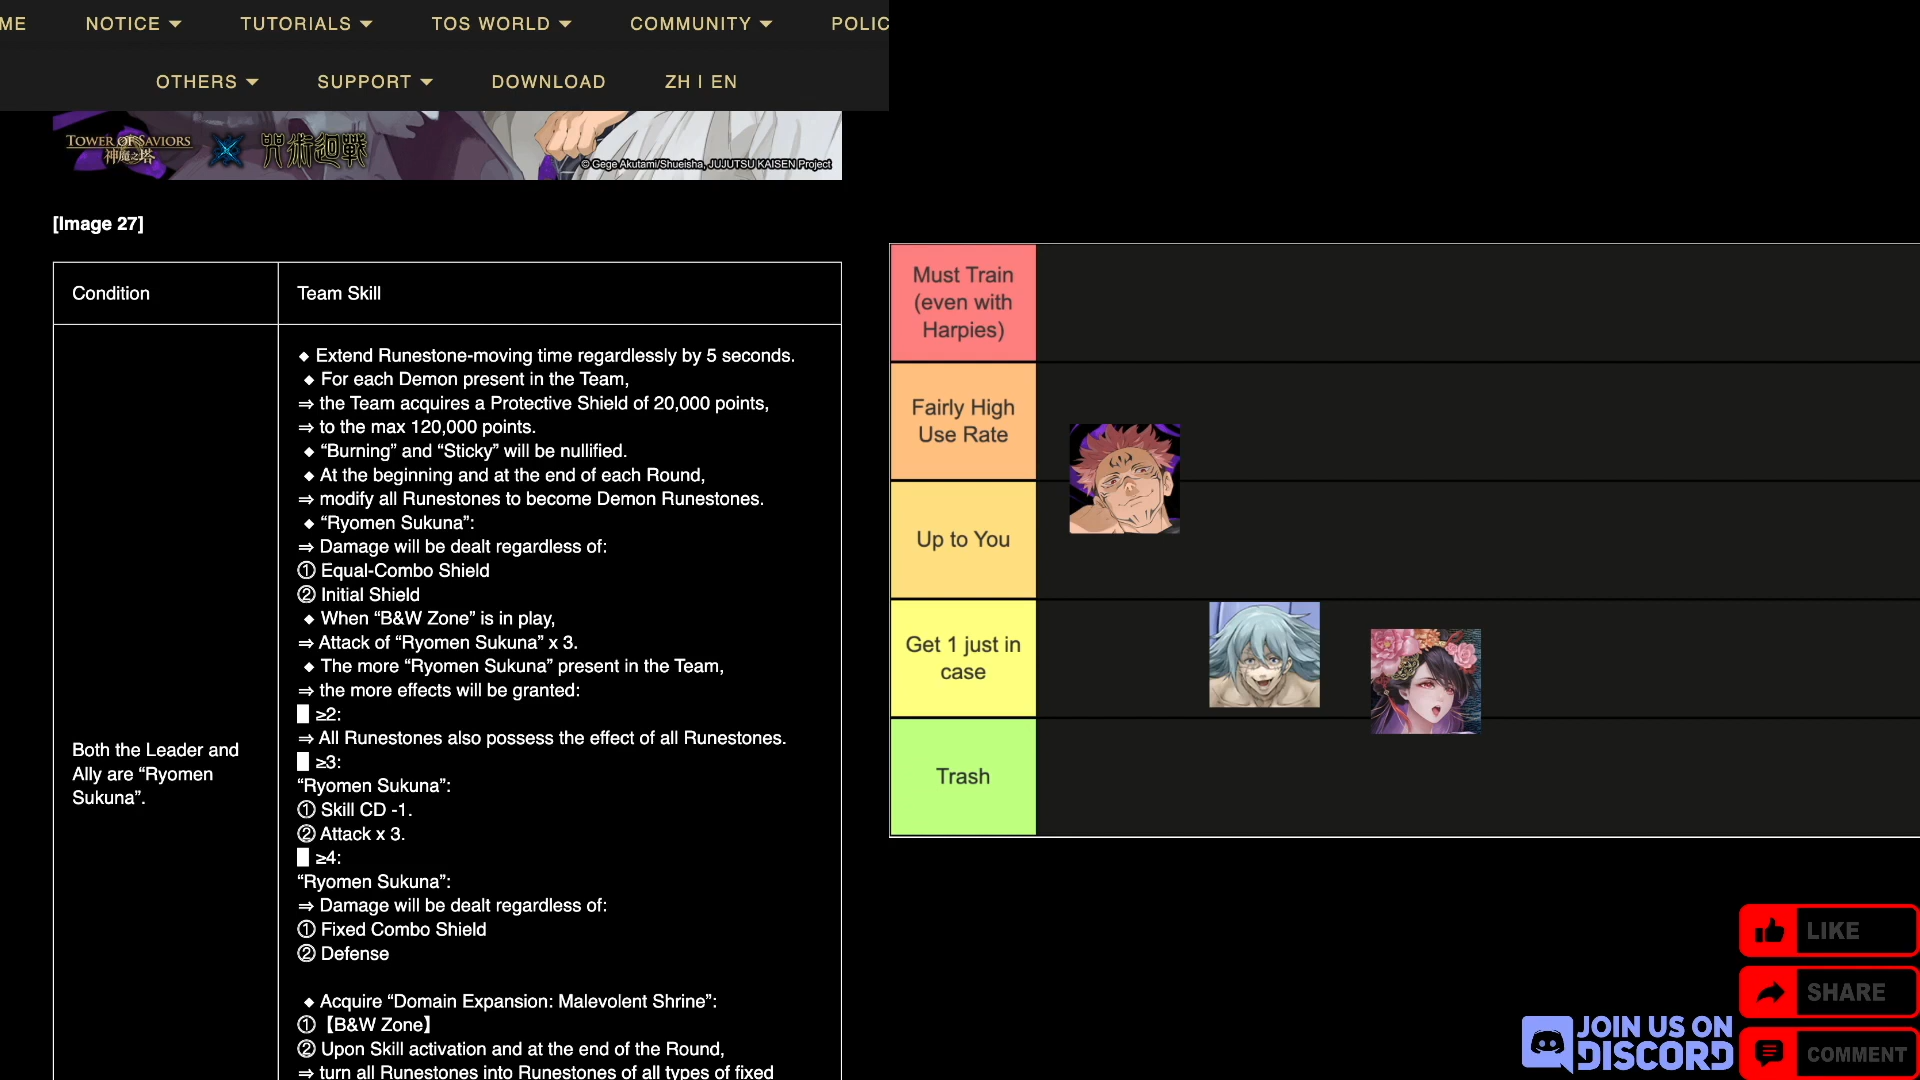 ME NOTICE TUTORIALS TOS WORLD COMMUNITY POLIC
OTHERS SUPPORT DOWNLOAD ZH | EN
TOWER OF SAVIORS
神魔之塔
咒術迴戰
© Gege Akutami/Shueisha, JUJUTSU KAISEN Project
[Image 27]
Condition
Team Skill
Both the Leader and
Ally are “Ryomen
Sukuna”.
◆ Extend Runestone-moving time regardlessly by 5 seconds.
◆ For each Demon present in the Team,
⇒ the Team acquires a Protective Shield of 20,000 points,
⇒ to the max 120,000 points.
◆ “Burning” and “Sticky” will be nullified.
◆ At the beginning and at the end of each Round,
⇒ modify all Runestones to become Demon Runestones.
◆ “Ryomen Sukuna”:
⇒ Damage will be dealt regardless of:
① Equal-Combo Shield
② Initial Shield
◆ When “B&W Zone” is in play,
⇒ Attack of “Ryomen Sukuna” x 3.
◆ The more “Ryomen Sukuna” present in the Team,
⇒ the more effects will be granted:
█ ≥2:
⇒ All Runestones also possess the effect of all Runestones.
█ ≥3:
“Ryomen Sukuna”:
① Skill CD -1.
② Attack x 3.
█ ≥4:
“Ryomen Sukuna”:
⇒ Damage will be dealt regardless of:
① Fixed Combo Shield
② Defense
◆ Acquire “Domain Expansion: Malevolent Shrine”:
①【B&W Zone】
② Upon Skill activation and at the end of the Round,
⇒ turn all Runestones into Runestones of all types of fixed
Must Train
(even with
Harpies)
Fairly High
Use Rate
Up to You
Get 1 just in
case
Trash
LIKE
SHARE
COMMENT
JOIN US ON
DISCORD